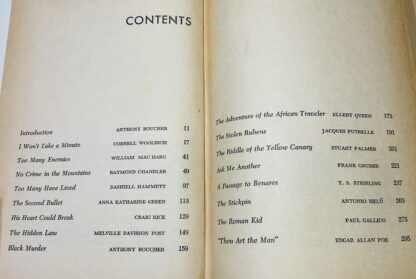 CONTENTS
Introduction ANTHONY BOUCHER 11
I Won't Take a Minute CORNELL WOOLRICH 17
Too Many Enemies WILLIAM MAC HARG 41
No Crime in the Mountains RAYMOND CHANDLER 49
Too Many Have Lived DASHIELL HAMMETT 97
The Second Bullet ANNA KATHARINE GREEN 113
His Heart Could Break CRAIG RICE 129
The Hidden Law MELVILLE DAVISSON POST 149
Black Murder ANTHONY BOUCHER 159
The Adventure of the African Traveler ELLERY QUEEN 173
The Stolen Rubens JACQUES FUTRELLE 191
The Riddle of the Yellow Canary STUART PALMER 201
Ask Me Another FRANK GRUBER 221
A Passage to Benares T. S. STRIBLING 237
The Stickpin ANTONIO HELÚ 265
The Roman Kid PAUL GALLICO 275
"Thou Art the Man" EDGAR ALLAN POE 295